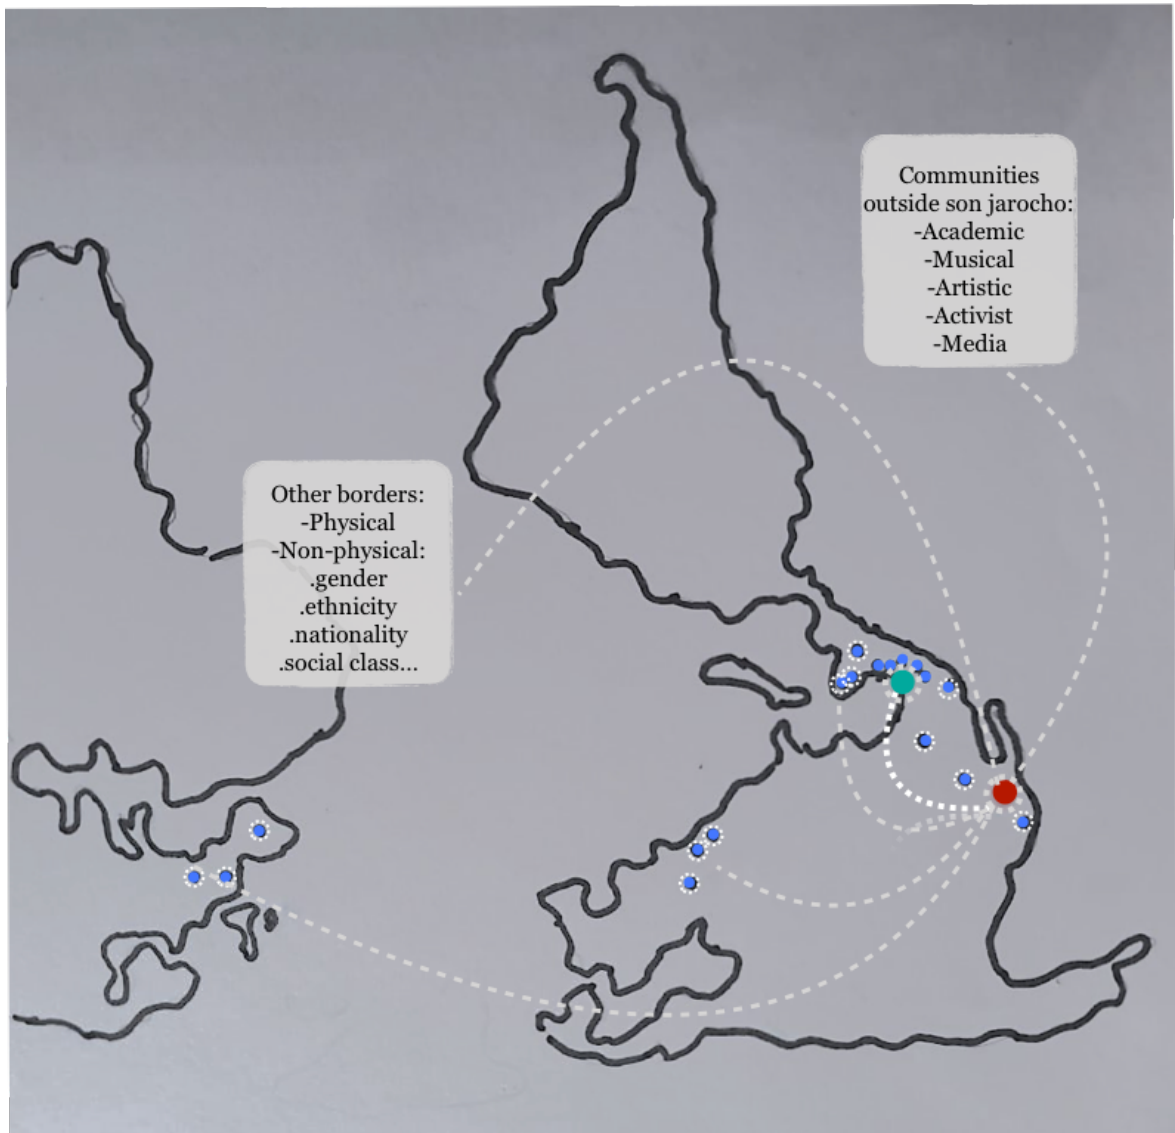 Communities
outside son jarocho:
-Academic
-Musical
-Artistic
-Activist
-Media
Other borders:
-Physical
-Non-physical:
.gender
.ethnicity
.nationality
.social class...